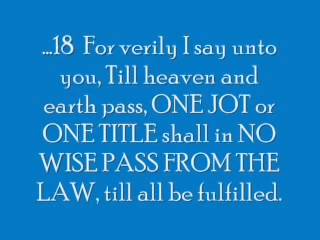 ...18 For verily I say unto
you, Till heaven and
earth pass, ONE JOT or
ONE TITLE shall in NO
WISE PASS FROM THE
LAW, till all be fulfilled.